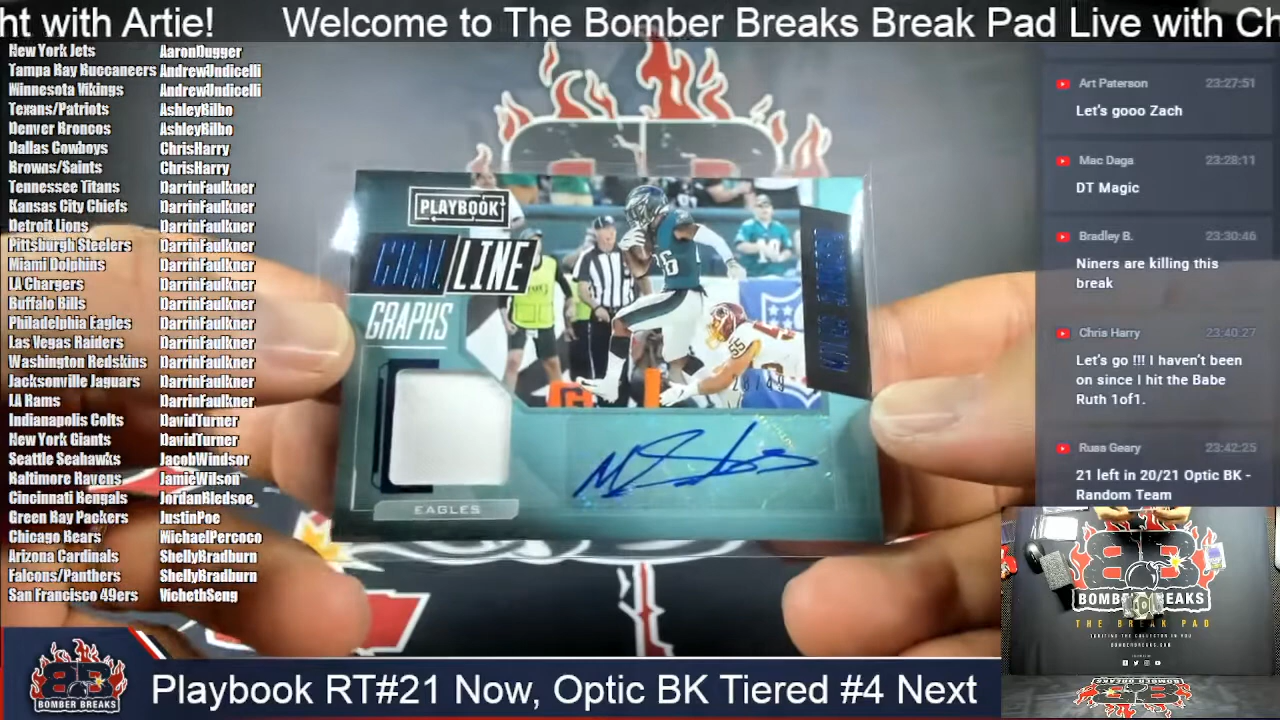 ht with Artie! Welcome to The Bomber Breaks Break Pad Live with Ch
New York Jets AaronDugger
Tampa Bay Buccaneers AndrewUndicelli
Minnesota Vikings AndrewUndicelli
Texans/Patriots AshleyBilbo
Denver Broncos AshleyBilbo
Dallas Cowboys ChrisHarry
Browns/Saints ChrisHarry
Tennessee Titans DarrinFaulkner
Kansas City Chiefs DarrinFaulkner
Detroit Lions DarrinFaulkner
Pittsburgh Steelers DarrinFaulkner
Miami Dolphins DarrinFaulkner
LA Chargers DarrinFaulkner
Buffalo Bills DarrinFaulkner
Philadelphia Eagles DarrinFaulkner
Las Vegas Raiders DarrinFaulkner
Washington Redskins DarrinFaulkner
Jacksonville Jaguars DarrinFaulkner
LA Rams DarrinFaulkner
Indianapolis Colts DavidTurner
New York Giants DavidTurner
Seattle Seahawks JacobWindsor
Baltimore Ravens JamieWilson
Cincinnati Bengals JordanBledsoe
Green Bay Packers JustinPoe
Chicago Bears MichaelPercoco
Arizona Cardinals ShellyBradburn
Falcons/Panthers ShellyBradburn
San Francisco 49ers VichethSeng
PLAYBOOK
GOAL LINE
GRAPHS
EAGLES
55
Art Paterson 23:27:51
Let's gooo Zach
Mac Daga 23:28:11
DT Magic
Bradley B. 23:30:46
Niners are killing this
break
Chris Harry 23:40:27
Let's go !!! I haven't been
on since I hit the Babe
Ruth 1of1.
Russ Geary 23:42:25
21 left in 20/21 Optic BK -
Random Team
BOMBER BREAKS
THE BREAK PAD
BOMBER BREAKS
Playbook RT#21 Now, Optic BK Tiered #4 Next